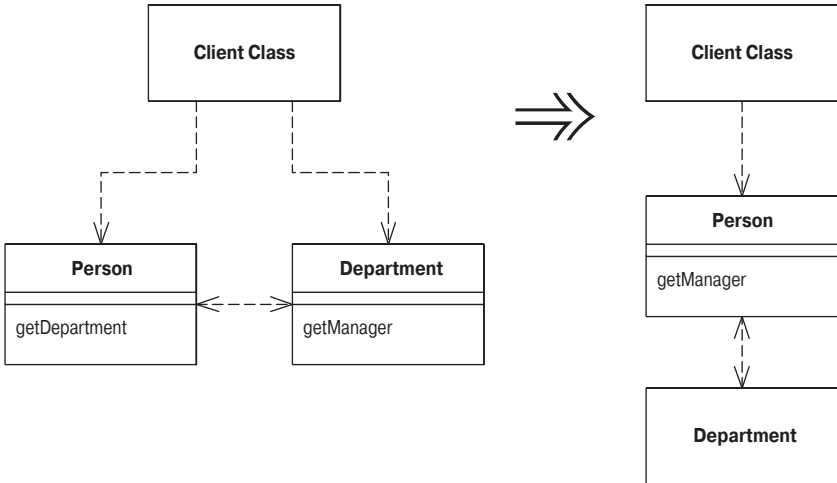 Client Class
Person
getDepartment
Department
getManager
Client Class
Person
getManager
Department